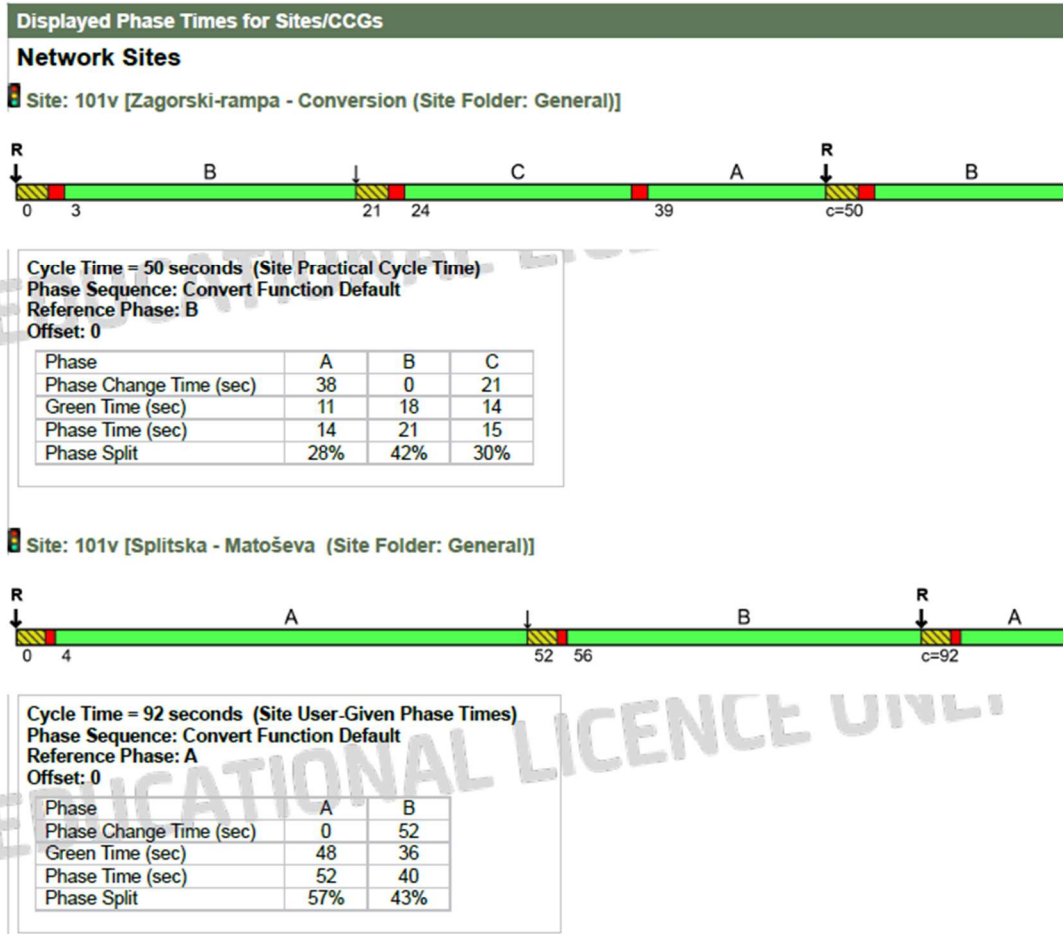 Displayed Phase Times for Sites/CCGs
Network Sites
Site: 101v [Zagorski-rampa - Conversion (Site Folder: General)]
R R
B C A B
0 3 21 24 39 c=50
Cycle Time = 50 seconds (Site Practical Cycle Time)
Phase Sequence: Convert Function Default
Reference Phase: B
Offset: 0
Phase A B C
Phase Change Time (sec) 38 0 21
Green Time (sec) 11 18 14
Phase Time (sec) 14 21 15
Phase Split 28% 42% 30%
EDUCATIONAL
Site: 101v [Splitska - Matoševa (Site Folder: General)]
R R
A B A
0 4 52 56 c=92
Cycle Time = 92 seconds (Site User-Given Phase Times)
Phase Sequence: Convert Function Default
Reference Phase: A
Offset: 0
Phase A B
Phase Change Time (sec) 0 52
Green Time (sec) 48 36
Phase Time (sec) 52 40
Phase Split 57% 43%
EDUCATIONAL LICENCE ONLY